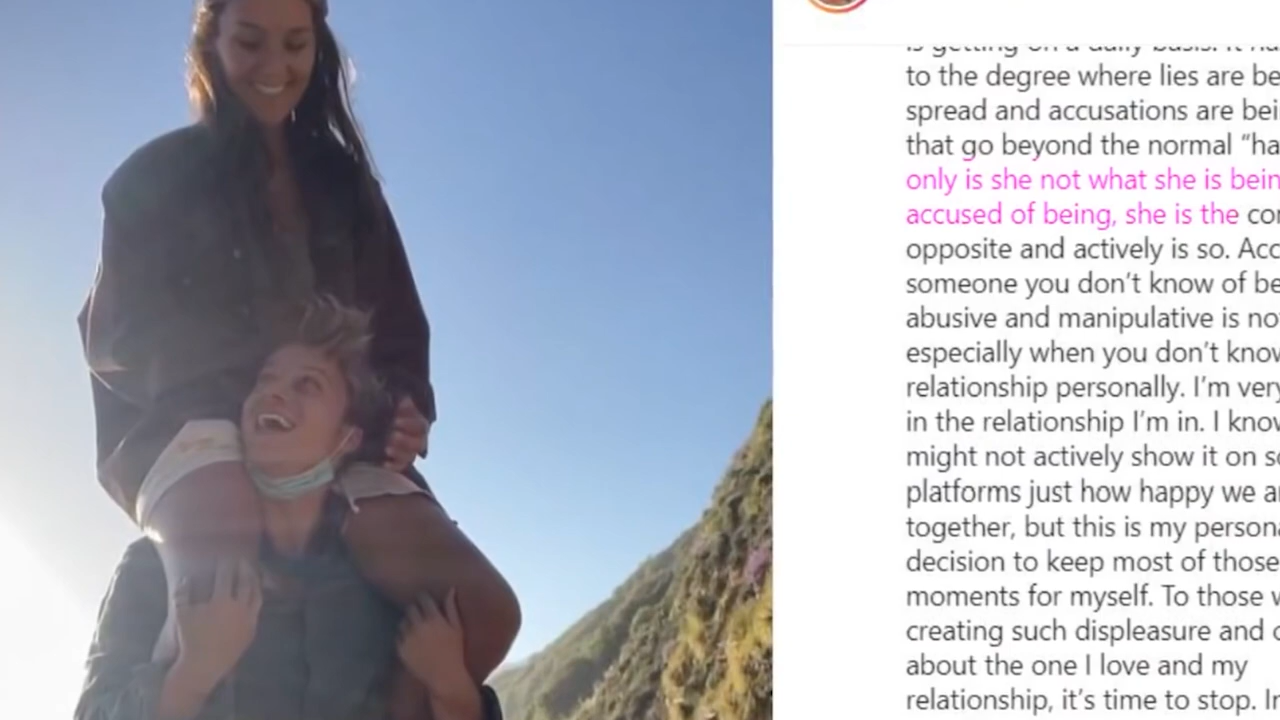 is getting on a daily basis. It ha
to the degree where lies are be
spread and accusations are bei
that go beyond the normal “ha
only is she not what she is bein
accused of being, she is the co
opposite and actively is so. Acc
someone you don’t know of be
abusive and manipulative is no
especially when you don’t know
relationship personally. I’m very
in the relationship I’m in. I know
might not actively show it on so
platforms just how happy we a
together, but this is my persona
decision to keep most of those
moments for myself. To those w
creating such displeasure and c
about the one I love and my
relationship, it’s time to stop. In